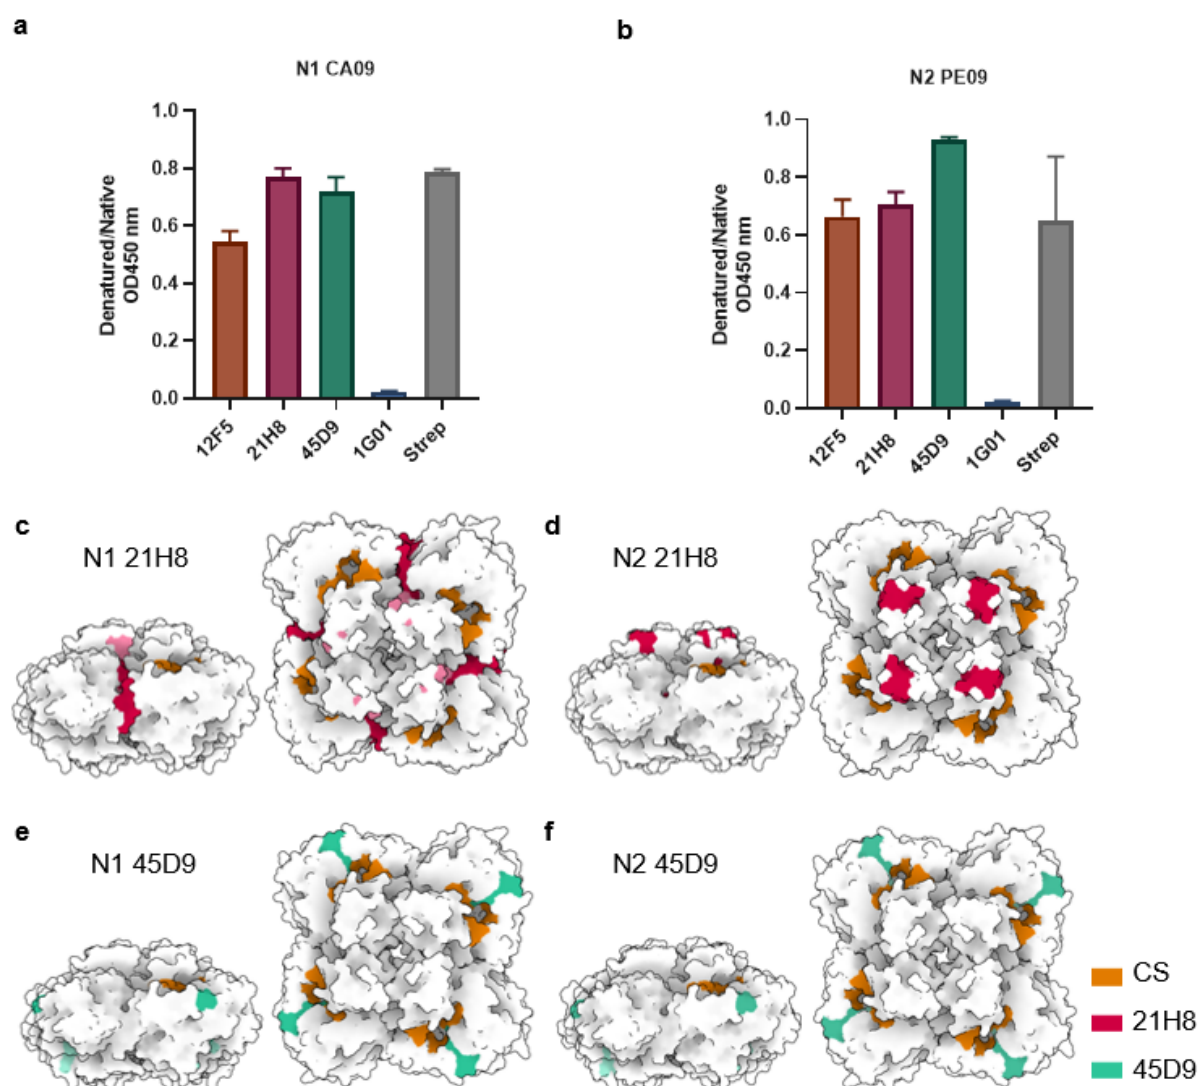 a
N1 CA09
Denatured/Native
OD450 nm
1.0
0.8
0.6
0.4
0.2
0.0
12F5
21H8
45D9
1G01
Strep
b
N2 PE09
Denatured/Native
OD450 nm
1.0
0.8
0.6
0.4
0.2
0.0
12F5
21H8
45D9
1G01
Strep
c
N1 21H8
d
N2 21H8
e
N1 45D9
f
N2 45D9
CS
21H8
45D9